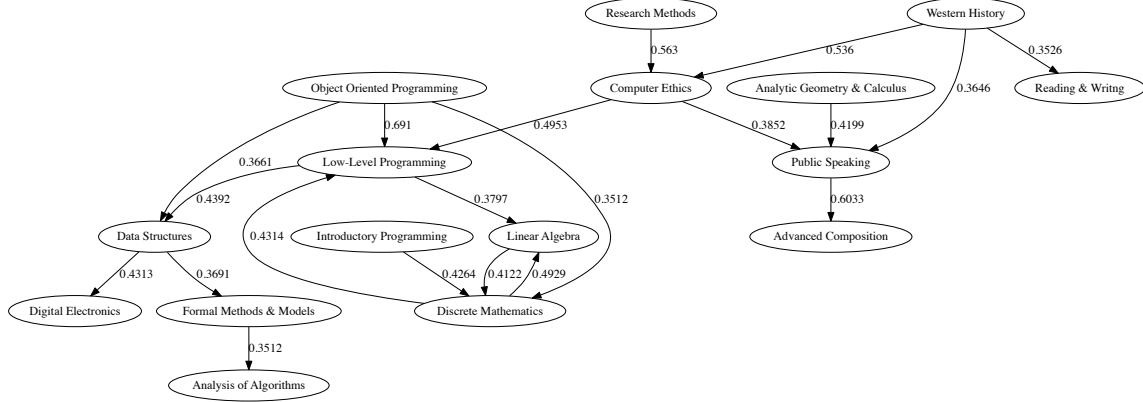 Research Methods
Western History
0.563
0.536
0.3526
Object Oriented Programming
Computer Ethics
Analytic Geometry & Calculus
0.3646
Reading & Writng
0.691
0.4953
0.3852
0.4199
0.3661
Low-Level Programming
Public Speaking
0.4392
0.3797
0.3512
0.6033
Data Structures
0.4314
Introductory Programming
Linear Algebra
Advanced Composition
0.4313
0.3691
0.4264
0.4122
0.4929
Digital Electronics
Formal Methods & Models
Discrete Mathematics
0.3512
Analysis of Algorithms